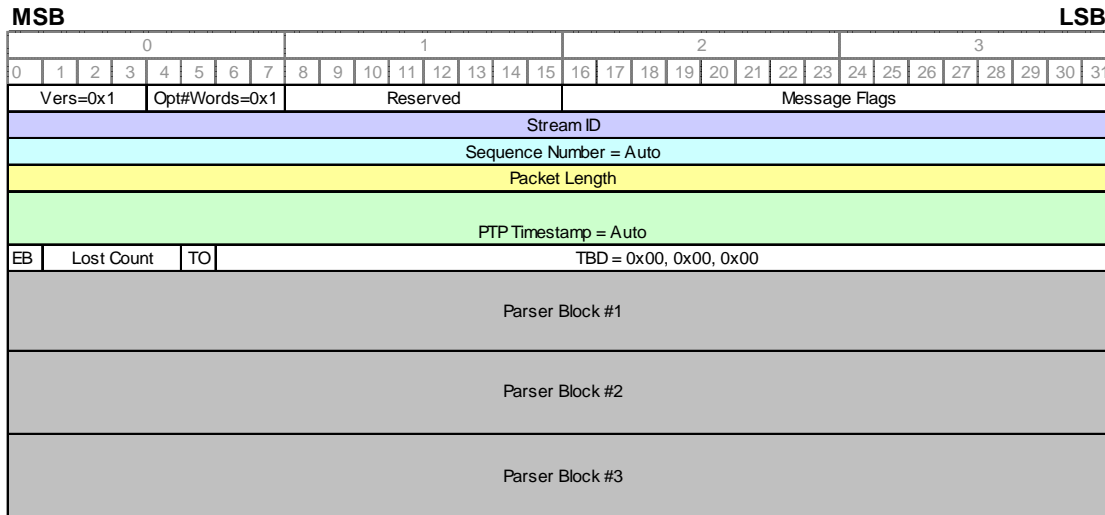 MSB LSB
0 1 2 3
0 1 2 3 4 5 6 7 8 9 10 11 12 13 14 15 16 17 18 19 20 21 22 23 24 25 26 27 28 29 30 31
Vers=0x1 Opt#Words=0x1 Reserved Message Flags
Stream ID
Sequence Number = Auto
Packet Length
PTP Timestamp = Auto
EB Lost Count TO TBD = 0x00, 0x00, 0x00
Parser Block #1
Parser Block #2
Parser Block #3